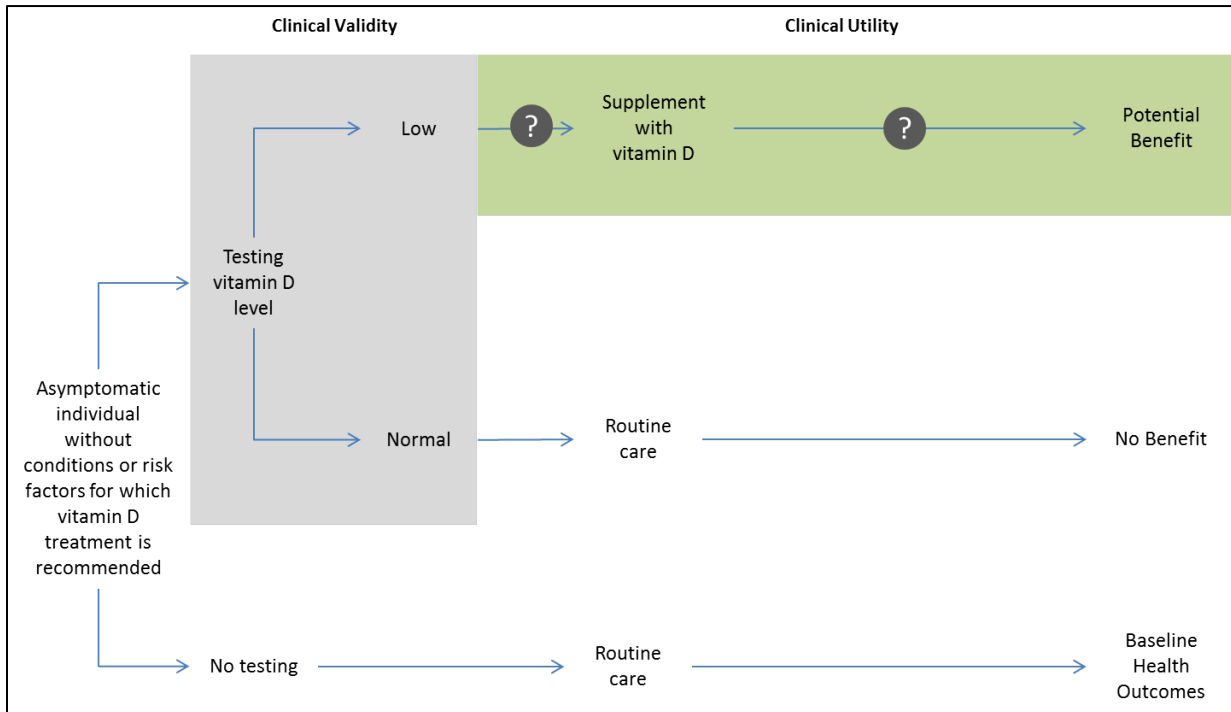 Clinical Validity
Clinical Utility
Low
?
Supplement
with
vitamin D
?
Potential
Benefit
Testing
vitamin D
level
Asymptomatic
individual
without
conditions or risk
factors for which
vitamin D
treatment is
recommended
Normal
Routine
care
No Benefit
No testing
Routine
care
Baseline
Health
Outcomes